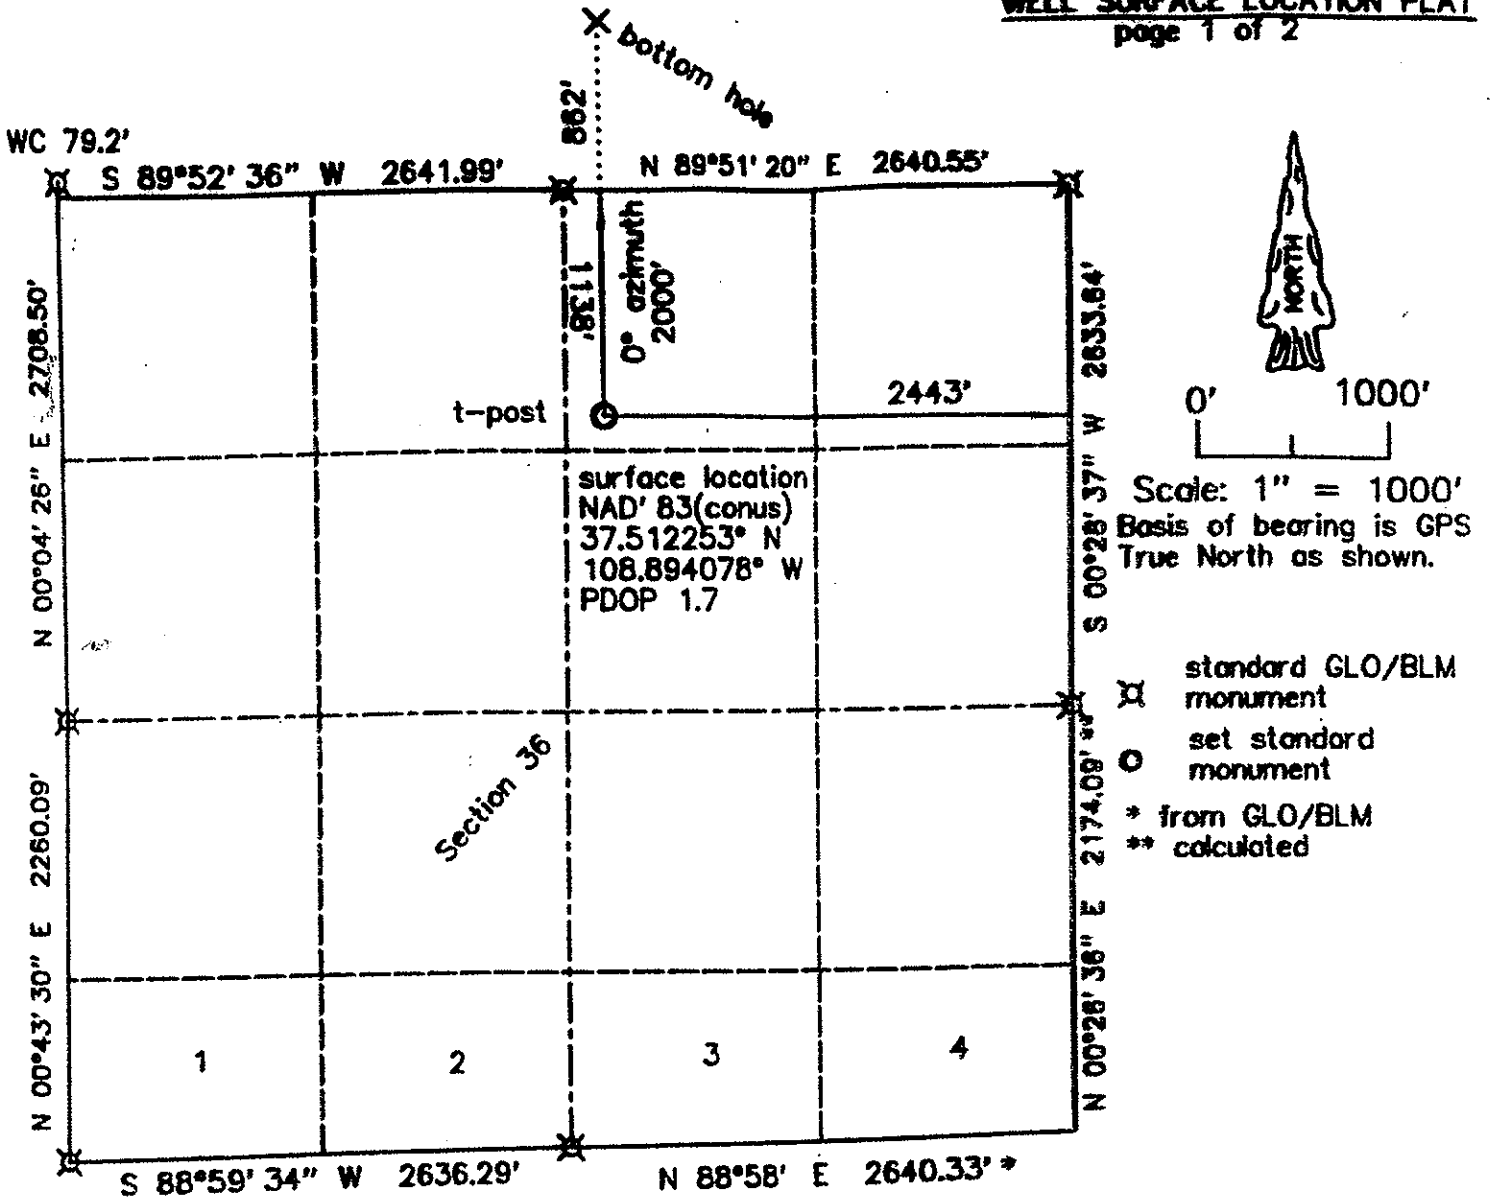 WELL SURFACE LOCATION PLAT
page 1 of 2
bottom hole
862'
WC 79.2'
S 89°52'36" W 2641.99'
N 89°51'20" E 2640.55'
0° azimuth
2000'
1138'
t-post
2443'
N 00°04'26" E 2708.50'
S 00°28'37" W 2633.64'
NORTH
0' 1000'
Scale: 1" = 1000'
Basis of bearing is GPS
True North as shown.
surface location
NAD'83(conus)
37.512253° N
108.894078° W
PDOP 1.7
standard GLO/BLM
monument
set standard
monument
* from GLO/BLM
** calculated
Section 36
N 00°43'30" E 2260.09'
N 00°28'36" E 2174.09' **
1
2
3
4
S 88°59'34" W 2636.29'
N 88°58' E 2640.33' *